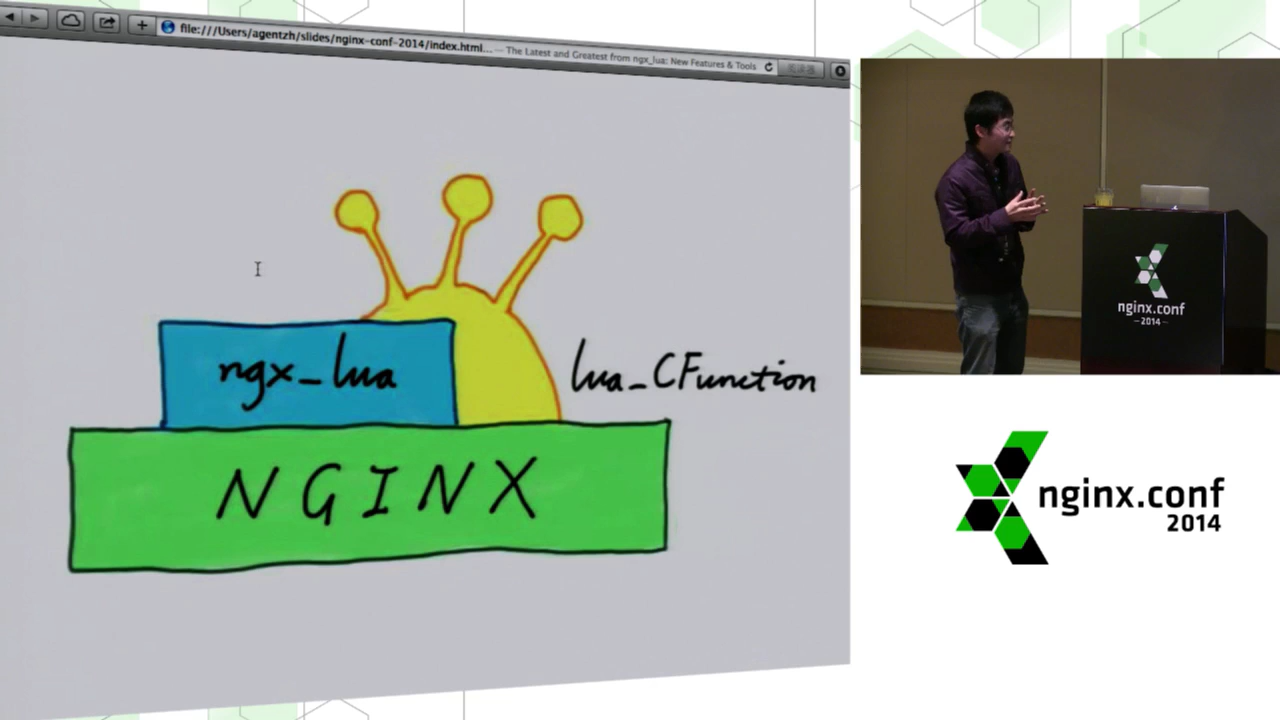 file:///Users/agentzh/slides/nginx-conf-2014/index.html... — The Latest and Greatest from ngx_lua: New Features & Tools
ngx_lua
lua_CFunction
NGINX
nginx.conf
—2014—
nginx.conf
2014